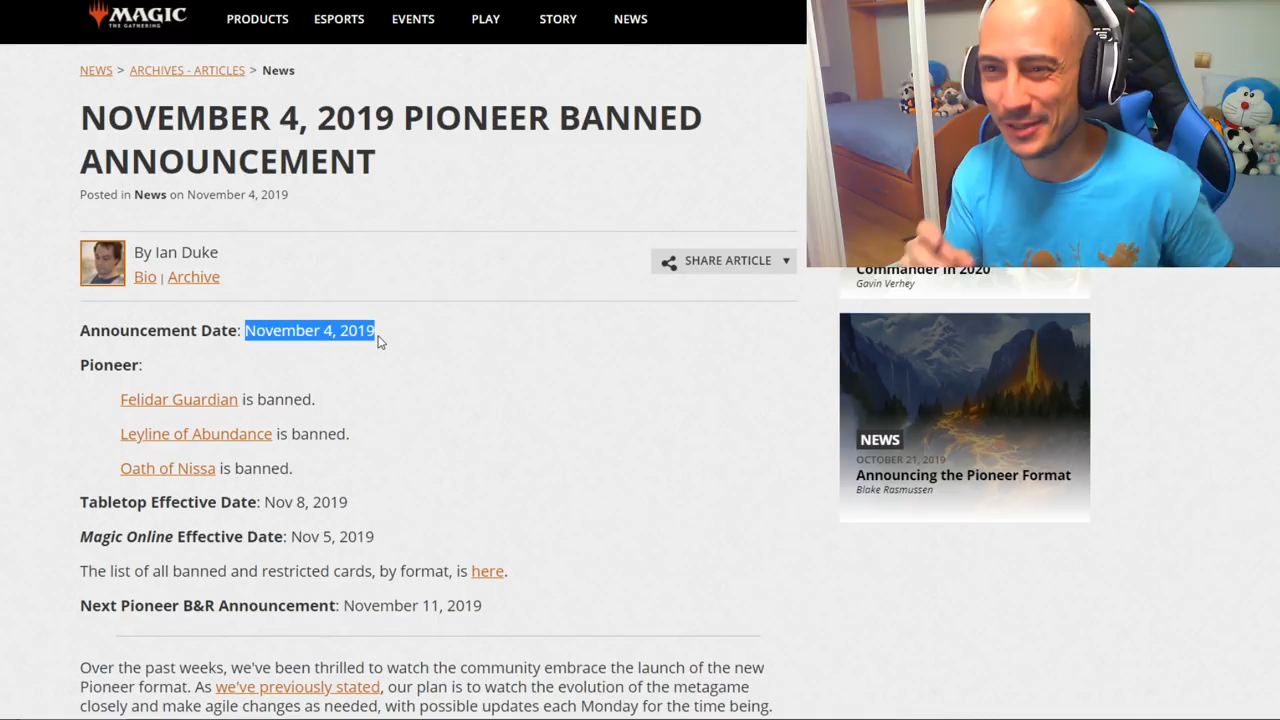 MAGIC
THE GATHERING
PRODUCTS ESPORTS EVENTS PLAY STORY NEWS
NEWS > ARCHIVES - ARTICLES > News
NOVEMBER 4, 2019 PIONEER BANNED
ANNOUNCEMENT
Posted in News on November 4, 2019
By Ian Duke
Bio | Archive
SHARE ARTICLE ▼
Announcement Date: November 4, 2019
Pioneer:
Felidar Guardian is banned.
Leyline of Abundance is banned.
Oath of Nissa is banned.
Tabletop Effective Date: Nov 8, 2019
Magic Online Effective Date: Nov 5, 2019
The list of all banned and restricted cards, by format, is here.
Next Pioneer B&R Announcement: November 11, 2019
Over the past weeks, we've been thrilled to watch the community embrace the launch of the new
Pioneer format. As we've previously stated, our plan is to watch the evolution of the metagame
closely and make agile changes as needed, with possible updates each Monday for the time being.
Commander in 2020
Gavin Verhey
NEWS
OCTOBER 21, 2019
Announcing the Pioneer Format
Blake Rasmussen